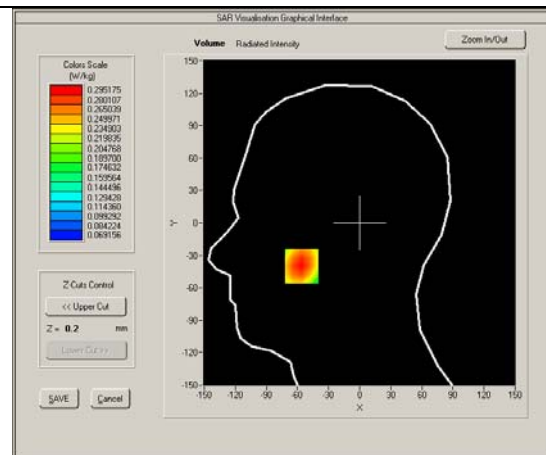 SAR Visualisation Graphical Interface
Volume Radiated Intensity
Zoom In/Out
Colors Scale
(W/kg)
0.295175
0.280107
0.265039
0.249971
0.234903
0.219835
0.204768
0.189700
0.174632
0.159564
0.144496
0.129428
0.114360
0.099292
0.084224
0.069156
Z Cuts Control
<< Upper Cut
Z = 0.2 mm
Lower Cut >>
SAVE
Cancel
150
120
90
60
30
0
-30
-60
-90
-120
-150
Y
-150 -120 -90 -60 -30 0 30 60 90 120 150
X